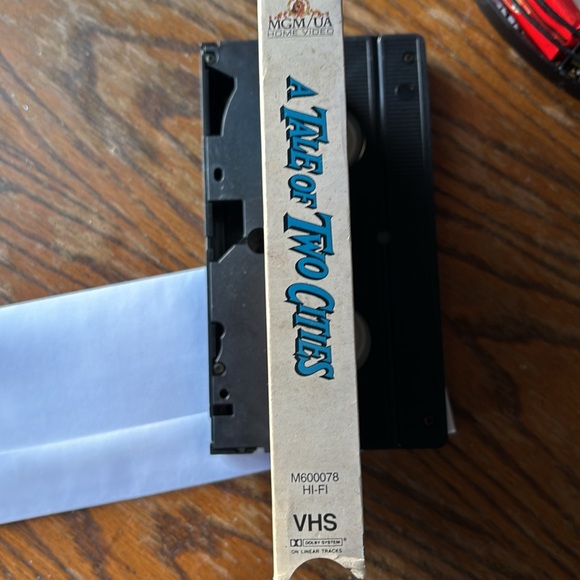 MGM/UA
HOME VIDEO
A TALE OF TWO CITIES
M600078
HI-FI
VHS
DOLBY SYSTEM®
ON LINEAR TRACKS